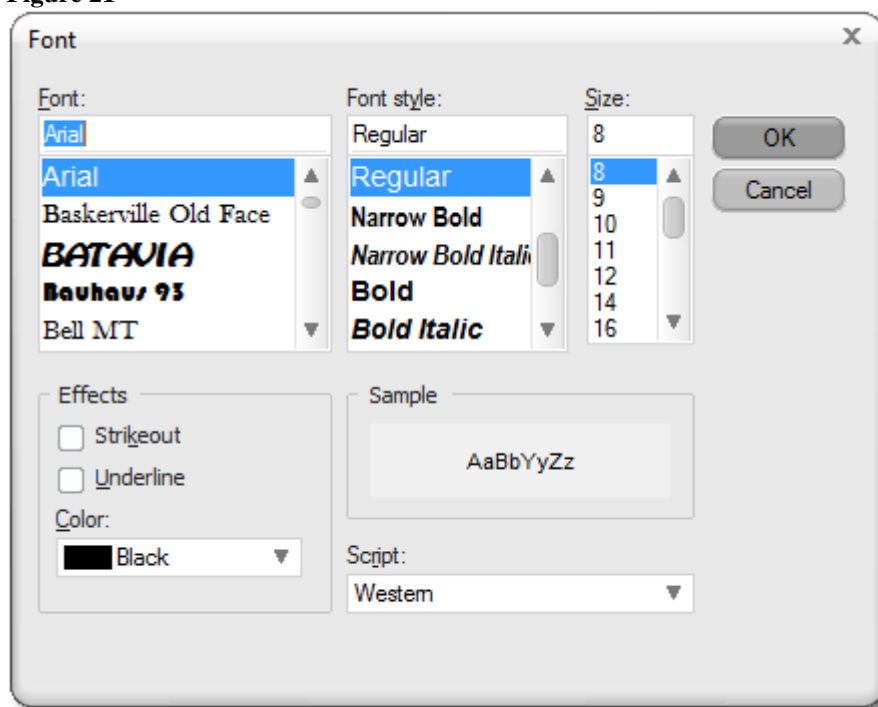 Figure 21
Font
X
Font:
Font style:
Size:
Arial
Regular
8
OK
Cancel
Arial
Baskerville Old Face
BATAVIA
Bauhaus 93
Bell MT
Regular
Narrow Bold
Narrow Bold Itali
Bold
Bold Italic
8
9
10
11
12
14
16
Effects
Strikeout
Underline
Color:
Black
Sample
AaBbYyZz
Script:
Western